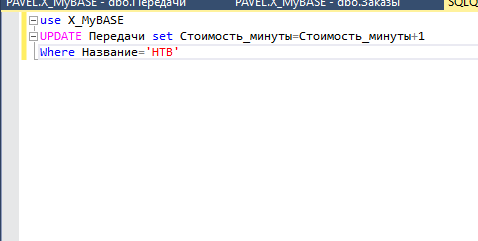 PAVEL.X_MyBASE - dbo.Передачи PAVEL.X_MyBASE - dbo.Заказы SQLQ
use X_MyBASE
UPDATE Передачи set Стоимость_минуты=Стоимость_минуты+1
Where Название='НТВ'